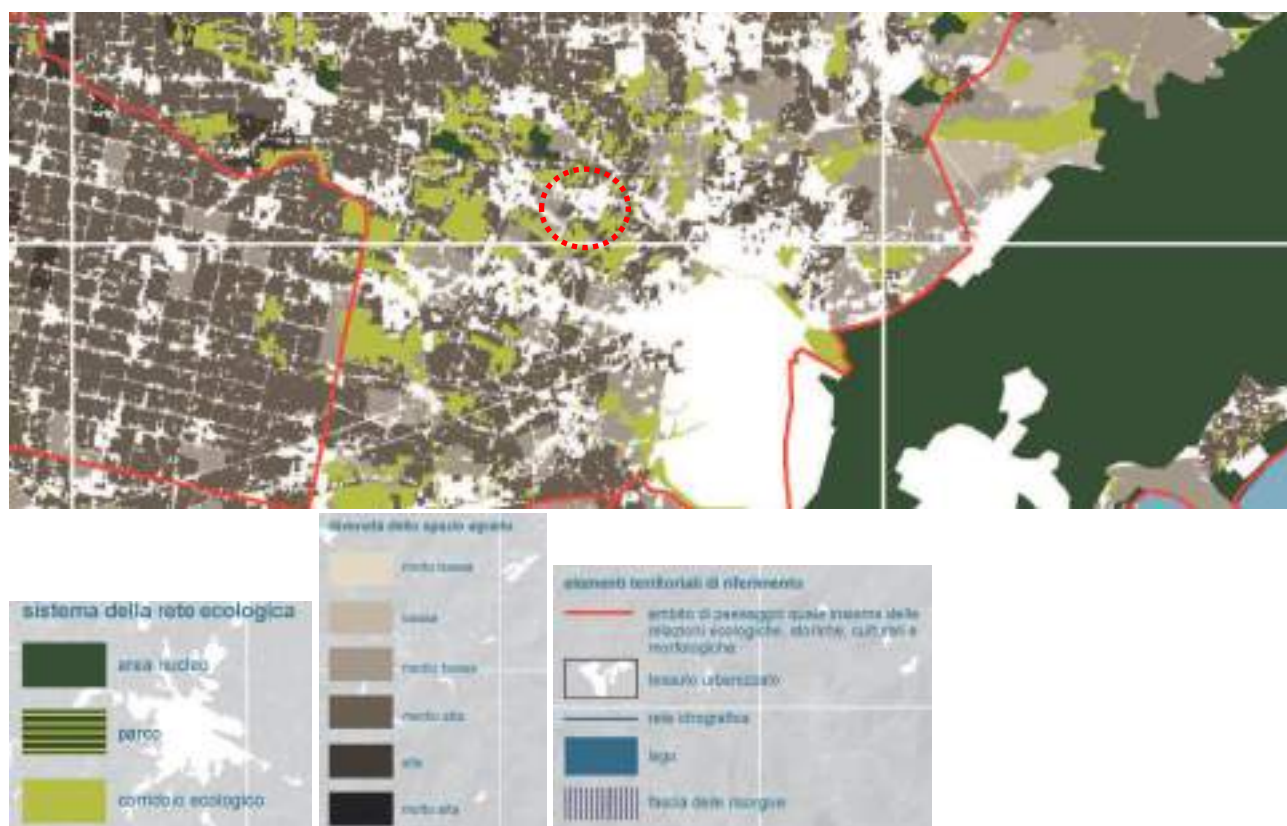 sistema della rete ecologica
area nucleo
parco
corridoio ecologico
diversità dello spazio agrario
molto bassa
bassa
medio bassa
medio alta
alta
molto alta
elementi territoriali di riferimento
ambito di paesaggio quale insieme delle
relazioni ecologiche, storiche, culturali e
morfologiche
tessuto urbanizzato
rete idrografica
lago
fascia delle risorgive